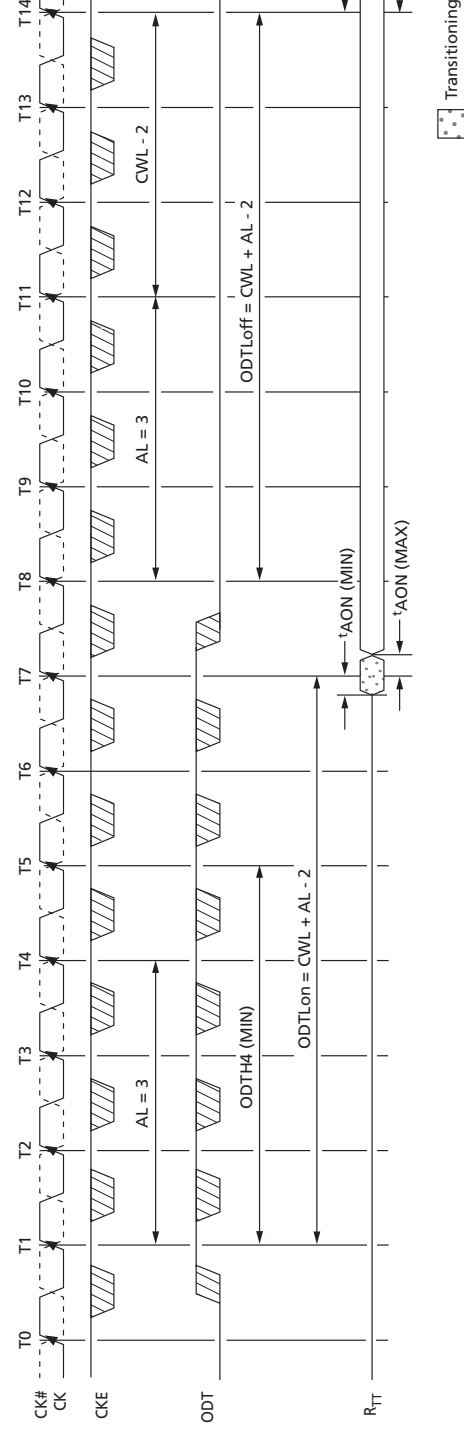 T0 T1 T2 T3 T4 T5 T6 T7 T8 T9 T10 T11 T12 T13 T14
CK#
CK
CKE
AL = 3
AL = 3
CWL - 2
ODT
ODTH4 (MIN)
ODTLoff = CWL + AL - 2
ODTLon = CWL + AL - 2
tAON (MIN)
RTT
tAON (MAX)
Transitioning